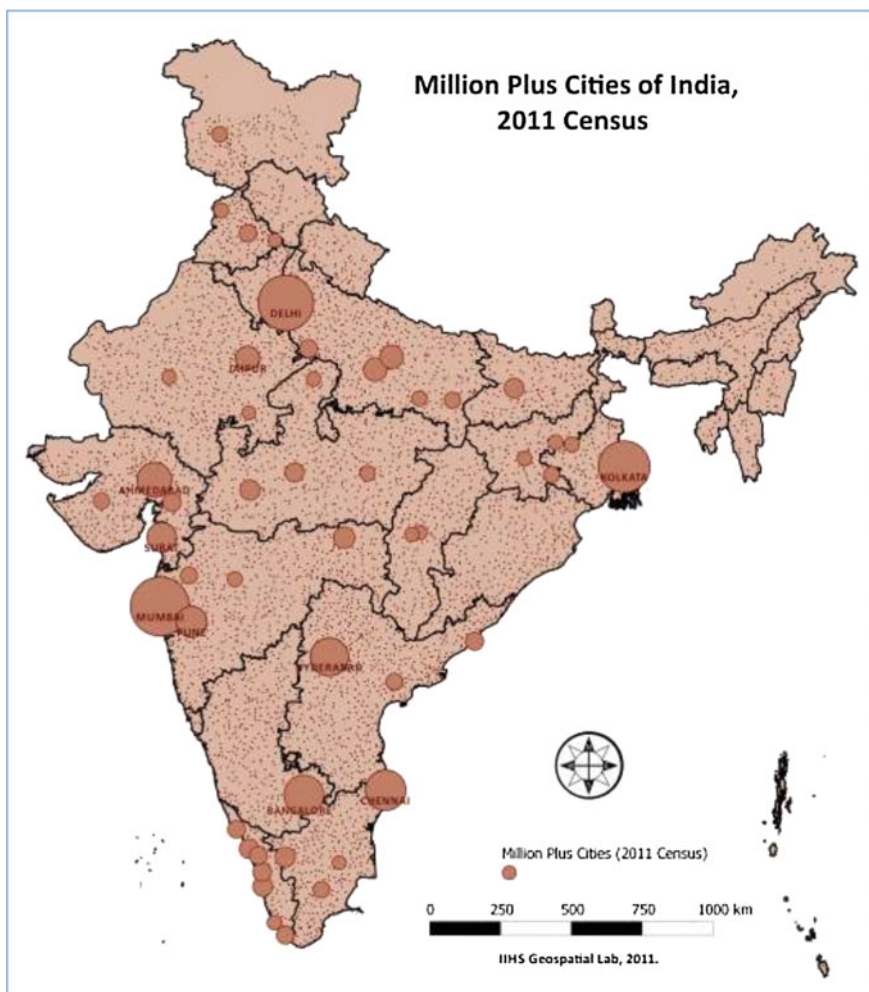 Million Plus Cities of India,
2011 Census
DELHI
JAIPUR
AHMEDABAD
KOLKATA
SURAT
MUMBAI
PUNE
HYDERABAD
BANGALORE
CHENNAI
Million Plus Cities (2011 Census)
0 250 500 750 1000 km
IIHS Geospatial Lab, 2011.